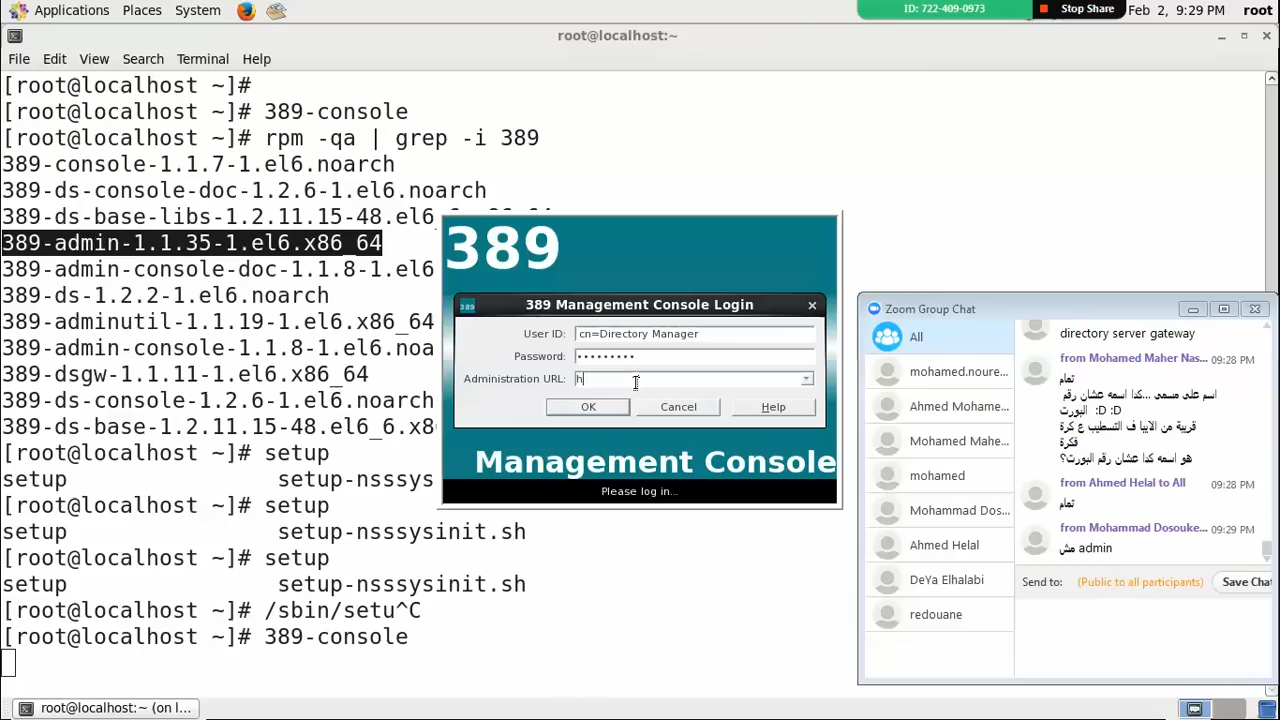 Applications Places System
ID: 722-409-0973
Stop Share
Feb 2, 9:29 PM root
root@localhost:~
File Edit View Search Terminal Help
[root@localhost ~]#
[root@localhost ~]# 389-console
[root@localhost ~]# rpm -qa | grep -i 389
389-console-1.1.7-1.el6.noarch
389-ds-console-doc-1.2.6-1.el6.noarch
389-ds-base-libs-1.2.11.15-48.el6
389-admin-1.1.35-1.el6.x86_64
389-admin-console-doc-1.1.8-1.el6
389-ds-1.2.2-1.el6.noarch
389-adminutil-1.1.19-1.el6.x86_64
389-admin-console-1.1.8-1.el6.noa
389-dsgw-1.1.11-1.el6.x86_64
389-ds-console-1.2.6-1.el6.noarch
389-ds-base-1.2.11.15-48.el6_6.x8
[root@localhost ~]# setup
setup setup-nsssysinit.sh
[root@localhost ~]# setup
setup setup-nsssysinit.sh
[root@localhost ~]# setup
setup setup-nsssysinit.sh
[root@localhost ~]# /sbin/setu^C
[root@localhost ~]# 389-console
389
389 Management Console Login
User ID: cn=Directory Manager
Password: •••••••••
Administration URL: h
OK Cancel Help
Management Console
Please log in...
Zoom Group Chat
All
mohamed.noure...
Ahmed Mohame...
Mohamed Mahe...
mohamed
Mohammad Dos...
Ahmed Helal
DeYa Elhalabi
redouane
directory server gateway
from Mohamed Maher Nas... 09:28 PM
تمام
اسم على مسمى ...كدا اسمه عشان رقم
البورت :D :D
قريبة من الايبا ف التسطيب ع كرة
فكرة
هو اسمه كدا عشان رقم البورت؟
from Ahmed Helal to All 09:28 PM
تمام
from Mohammad Dosouke... 09:29 PM
مش admin
Send to: (Public to all participants) Save Chat
root@localhost:~ (on l...